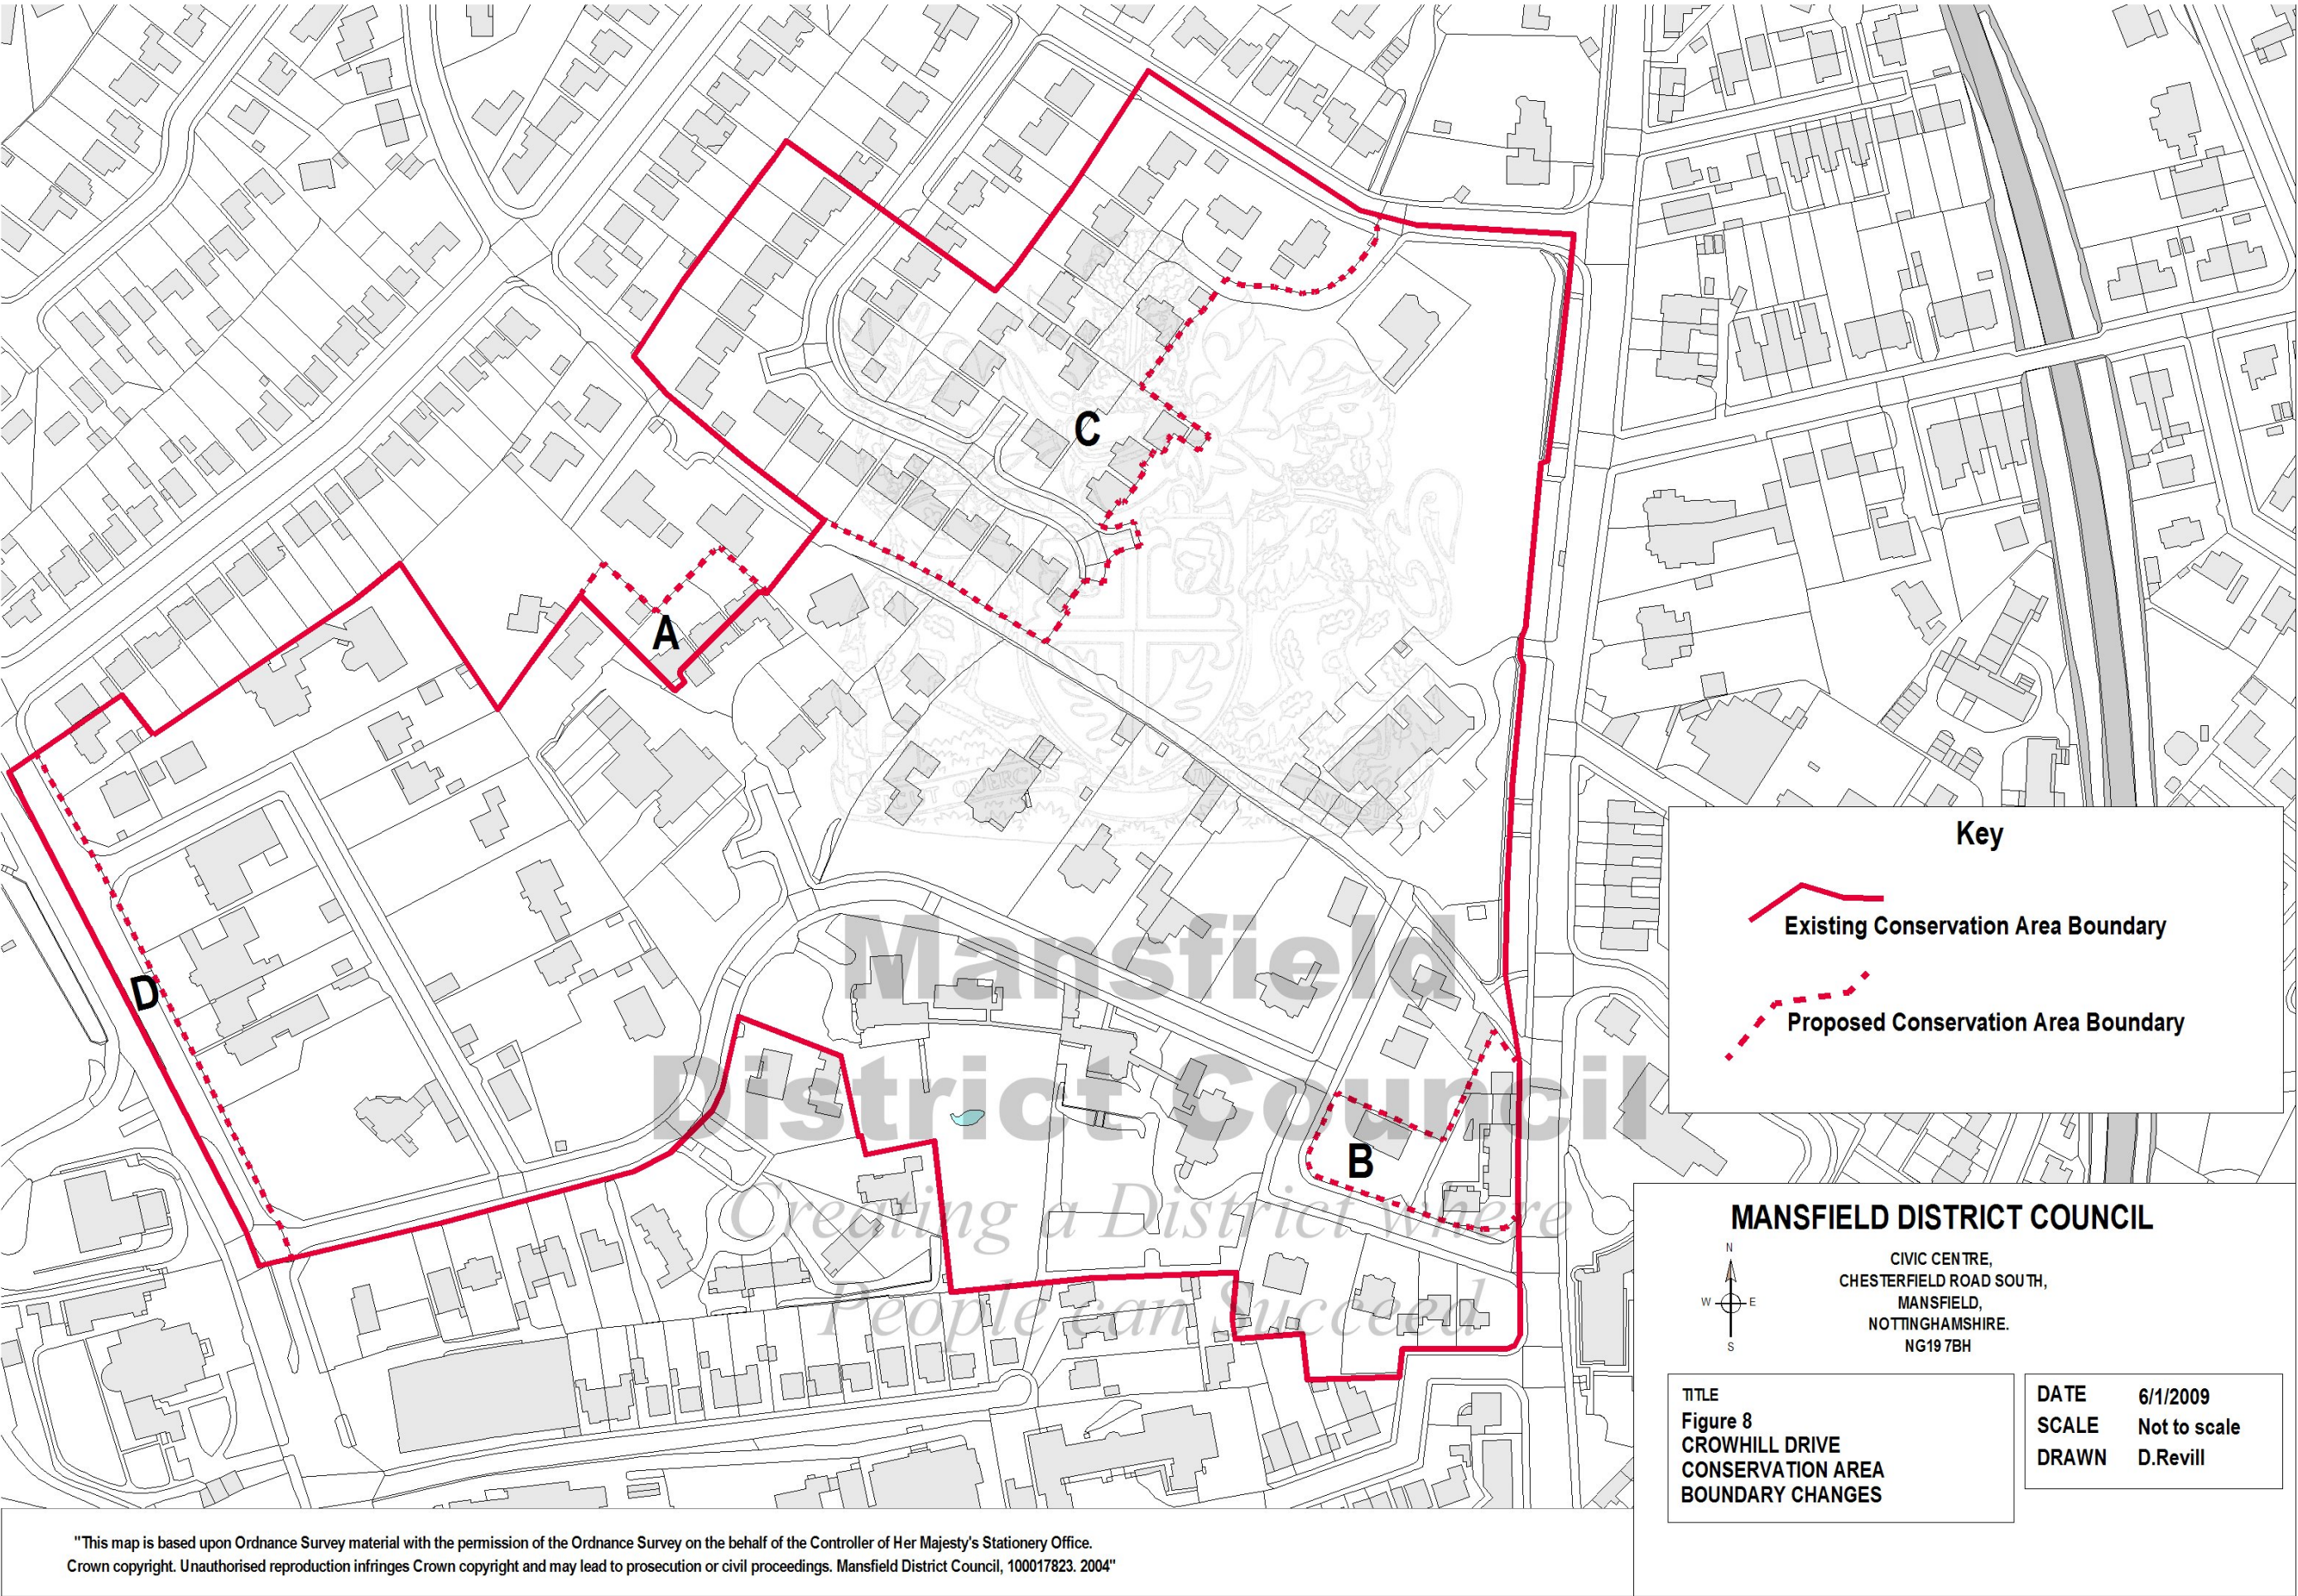 A
B
C
D
SICUT QUERCUS
INDUSTRIA
Mansfield
District Council
Creating a District where
People can Succeed
Key
Existing Conservation Area Boundary
Proposed Conservation Area Boundary
MANSFIELD DISTRICT COUNCIL
N
W E
S
CIVIC CENTRE,
CHESTERFIELD ROAD SOUTH,
MANSFIELD,
NOTTINGHAMSHIRE.
NG19 7BH
TITLE
Figure 8
CROWHILL DRIVE
CONSERVATION AREA
BOUNDARY CHANGES
DATE 6/1/2009
SCALE Not to scale
DRAWN D.Revill
"This map is based upon Ordnance Survey material with the permission of the Ordnance Survey on the behalf of the Controller of Her Majesty's Stationery Office.
Crown copyright. Unauthorised reproduction infringes Crown copyright and may lead to prosecution or civil proceedings. Mansfield District Council, 100017823. 2004"